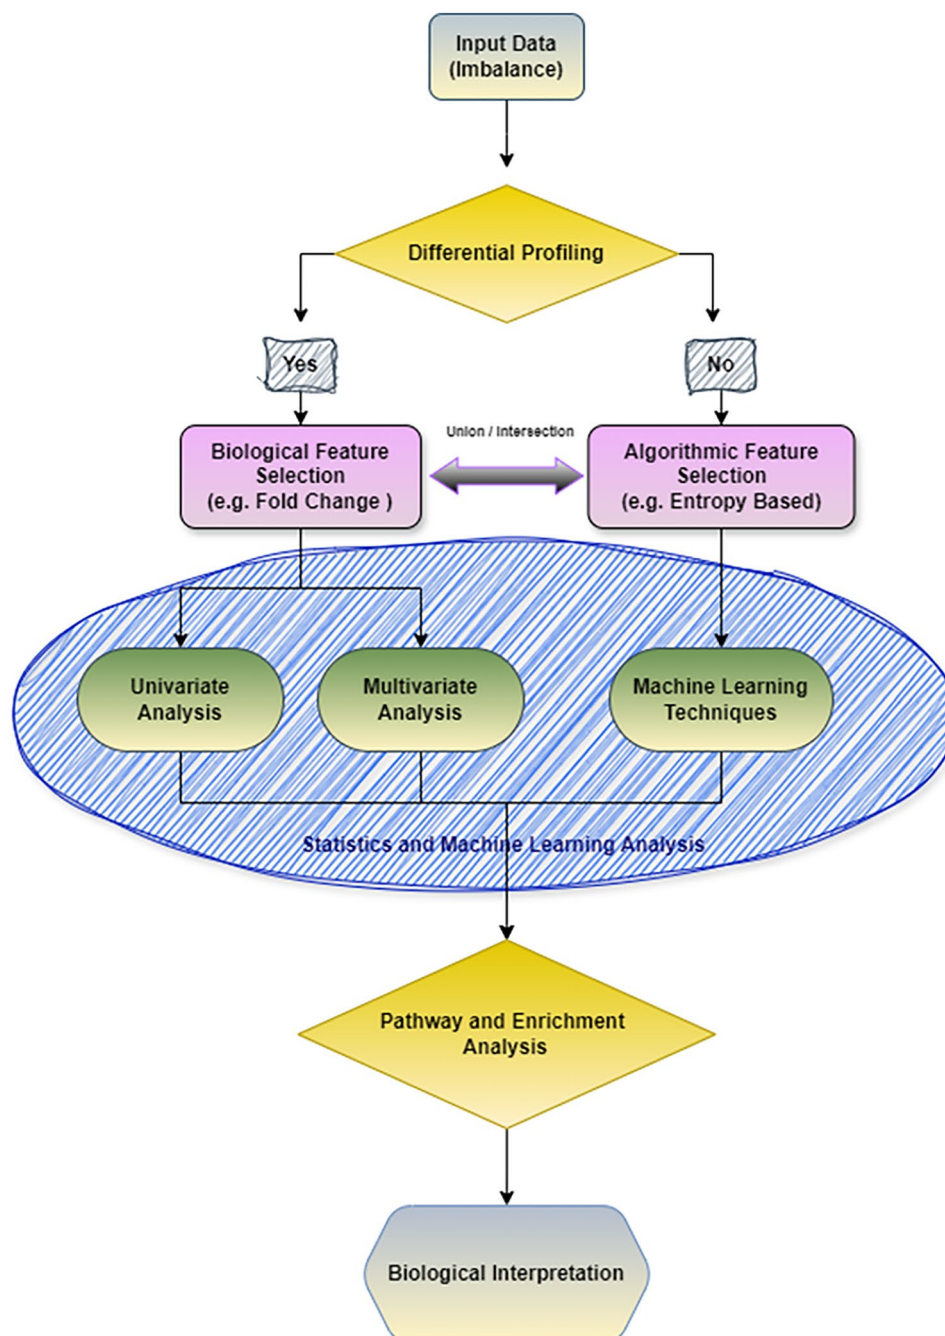 Input Data
(Imbalance)
Differential Profiling
Yes
No
Union / Intersection
Biological Feature
Selection
(e.g. Fold Change )
Algorithmic Feature
Selection
(e.g. Entropy Based)
Univariate
Analysis
Multivariate
Analysis
Machine Learning
Techniques
Statistics and Machine Learning Analysis
Pathway and Enrichment
Analysis
Biological Interpretation